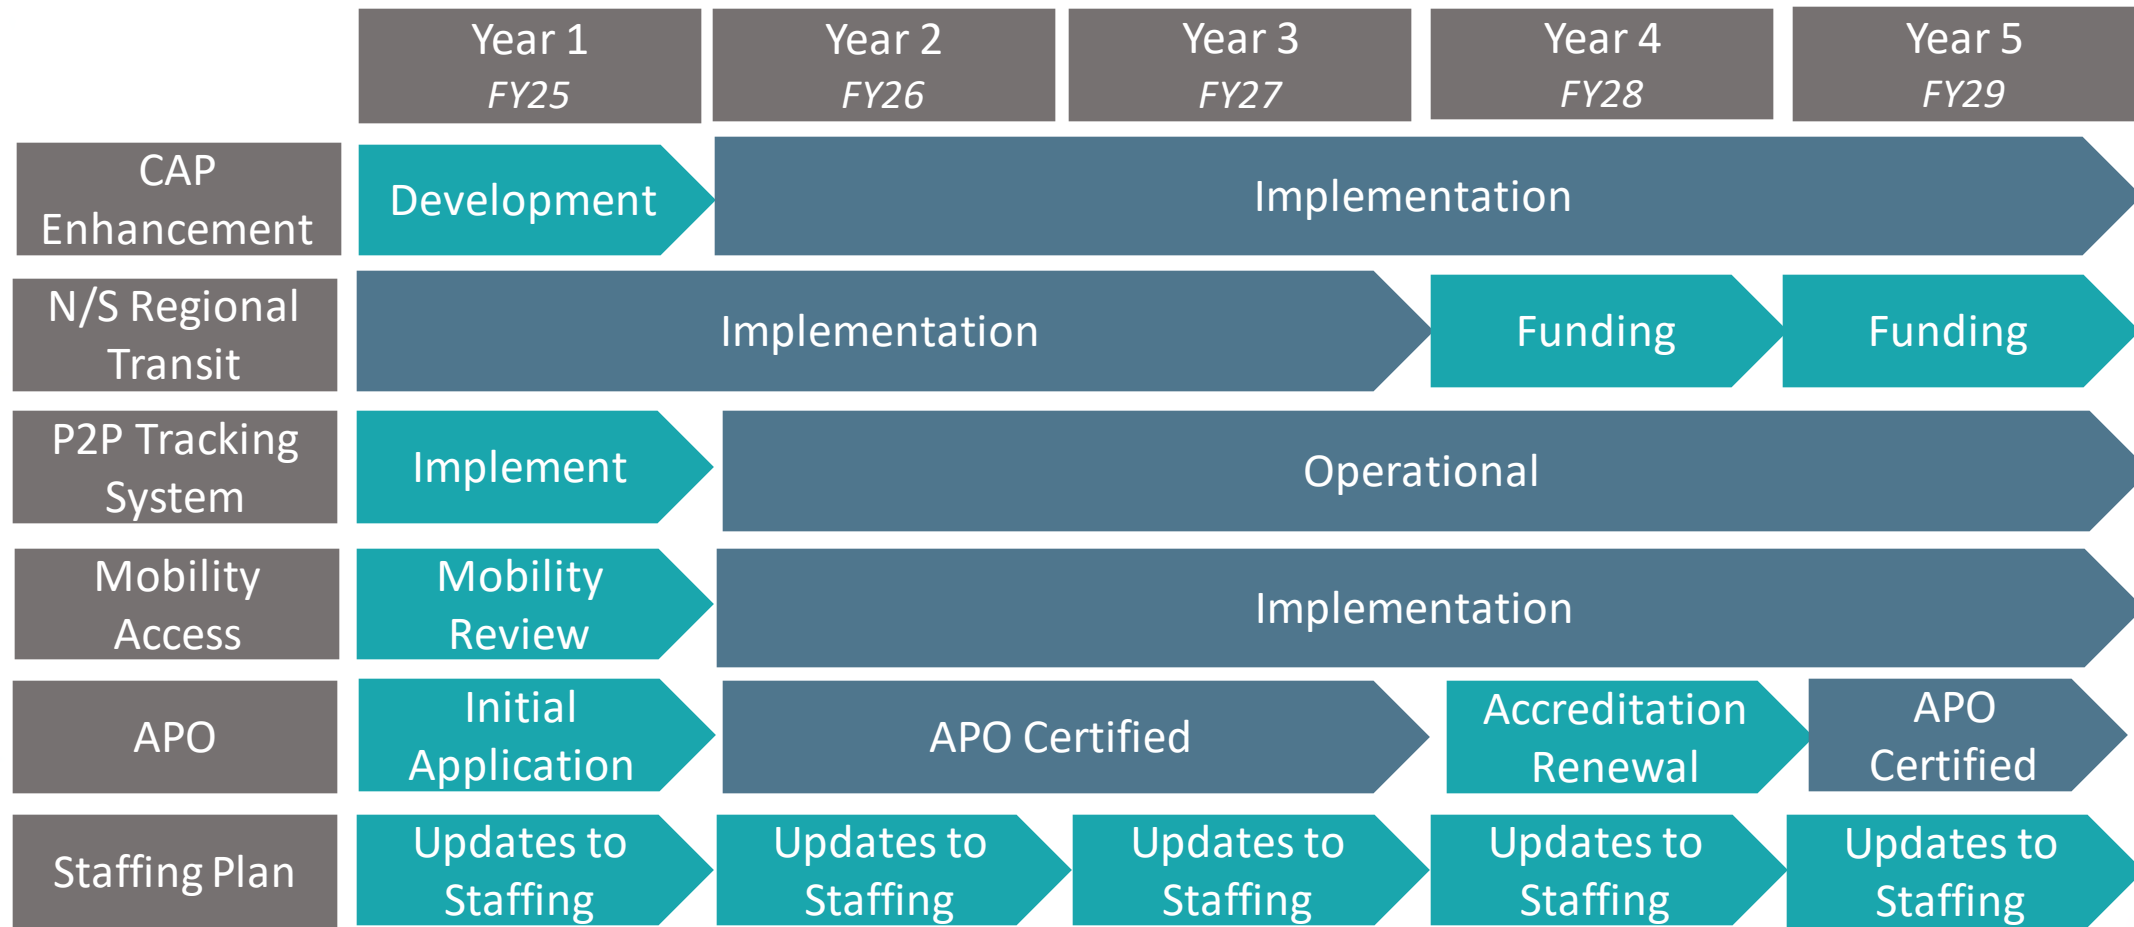 Year 1
FY25
Year 2
FY26
Year 3
FY27
Year 4
FY28
Year 5
FY29
CAP
Enhancement
Development
Implementation
N/S Regional
Transit
Implementation
Funding
Funding
P2P Tracking
System
Implement
Operational
Mobility
Access
Mobility
Review
Implementation
APO
Initial
Application
APO Certified
Accreditation
Renewal
APO
Certified
Staffing Plan
Updates to
Staffing
Updates to
Staffing
Updates to
Staffing
Updates to
Staffing
Updates to
Staffing